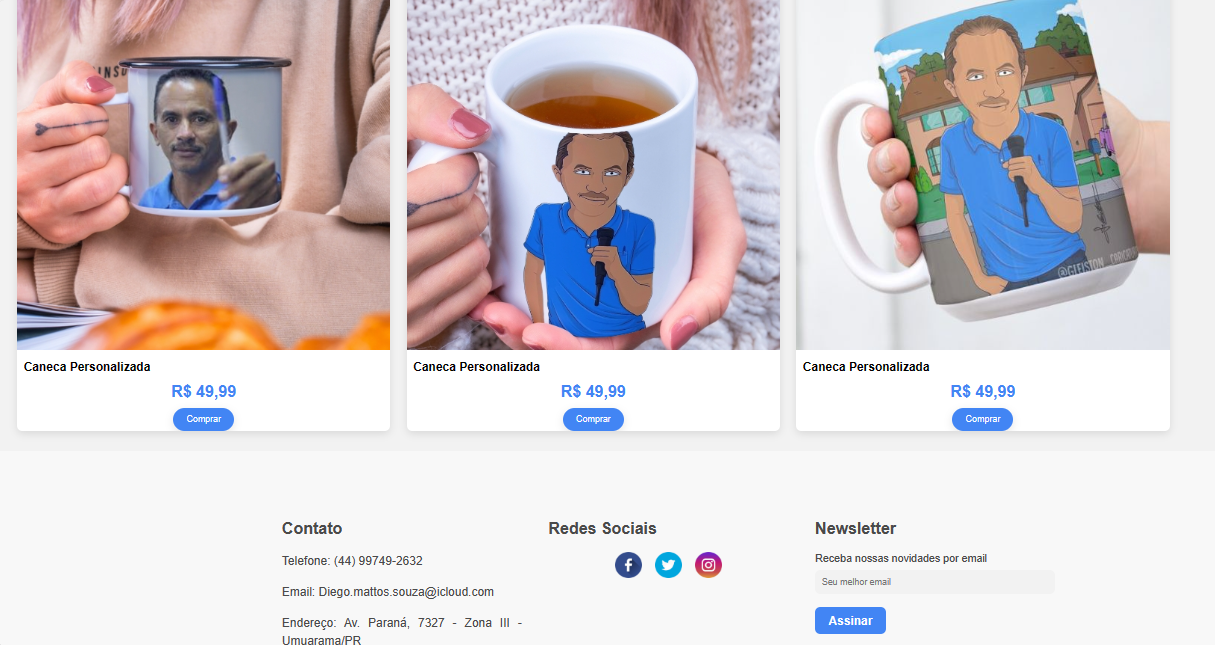 @GLEISTON_CARICA
Caneca Personalizada
R$ 49,99
Comprar
Caneca Personalizada
R$ 49,99
Comprar
Caneca Personalizada
R$ 49,99
Comprar
Contato
Telefone: (44) 99749-2632
Email: Diego.mattos.souza@icloud.com
Endereço: Av. Paraná, 7327 - Zona III -
Umuarama/PR
Redes Sociais
Newsletter
Receba nossas novidades por email
Seu melhor email
Assinar